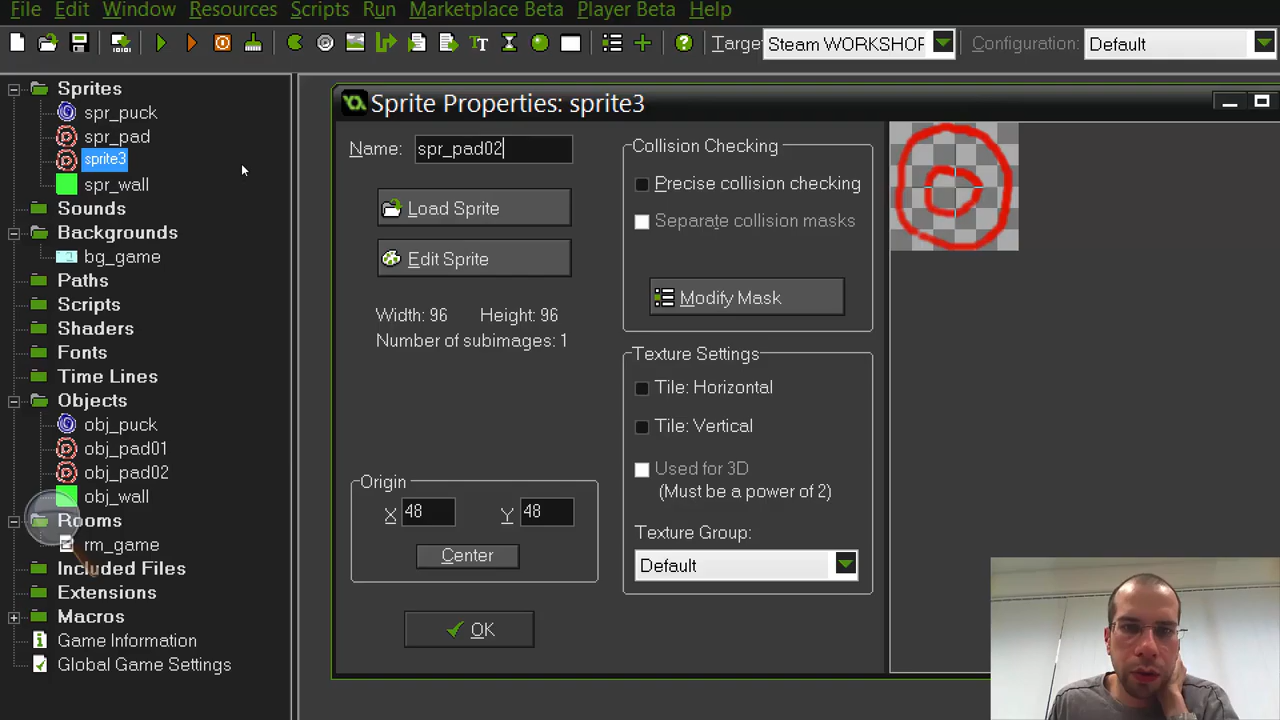 File Edit Window Resources Scripts Run Marketplace Beta Player Beta Help
Target Steam WORKSHOP Configuration: Default
Sprites
spr_puck
spr_pad
sprite3
spr_wall
Sounds
Backgrounds
bg_game
Paths
Scripts
Shaders
Fonts
Time Lines
Objects
obj_puck
obj_pad01
obj_pad02
obj_wall
Rooms
rm_game
Included Files
Extensions
Macros
Game Information
Global Game Settings
Sprite Properties: sprite3
Name: spr_pad02
Load Sprite
Edit Sprite
Width: 96 Height: 96
Number of subimages: 1
Origin
X 48 Y 48
Center
OK
Collision Checking
Precise collision checking
Separate collision masks
Modify Mask
Texture Settings
Tile: Horizontal
Tile: Vertical
Used for 3D
(Must be a power of 2)
Texture Group:
Default